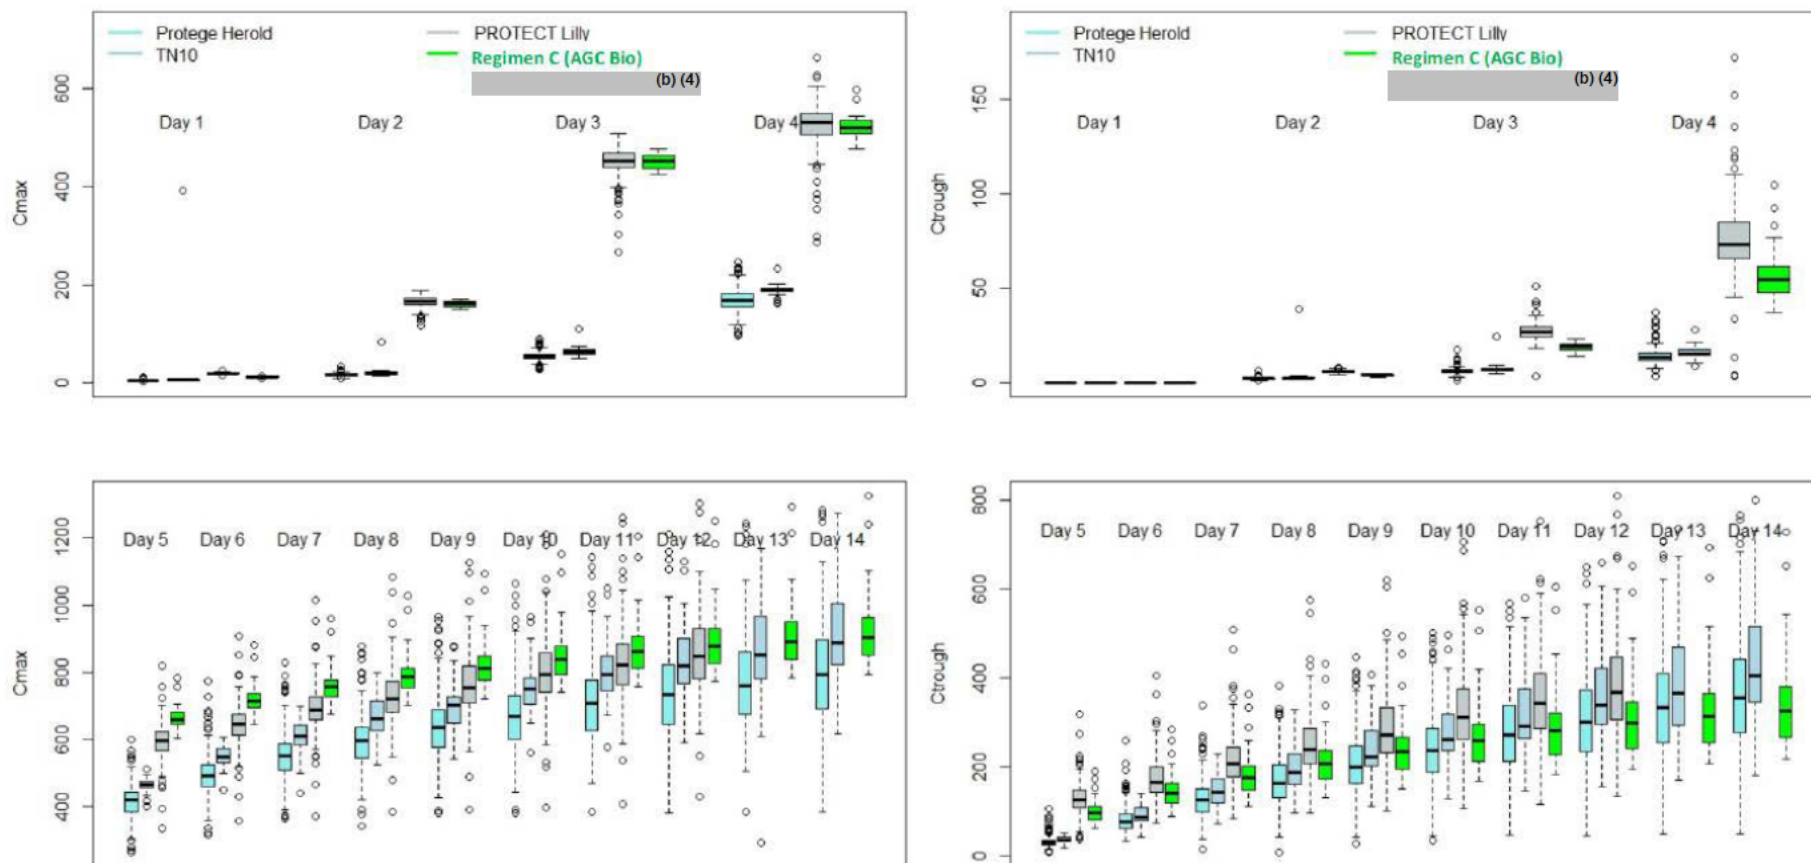 Protege Herold
TN10
PROTECT Lilly
Regimen C (AGC Bio)
(b) (4)
Day 1
Day 2
Day 3
Day 4
Cmax
0
200
400
600
Protege Herold
TN10
PROTECT Lilly
Regimen C (AGC Bio)
(b) (4)
Day 1
Day 2
Day 3
Day 4
Ctrough
0
50
100
150
Day 5
Day 6
Day 7
Day 8
Day 9
Day 10
Day 11
Day 12
Day 13
Day 14
Cmax
400
600
800
1000
1200
Day 5
Day 6
Day 7
Day 8
Day 9
Day 10
Day 11
Day 12
Day 13
Day 14
Ctrough
0
200
400
600
800